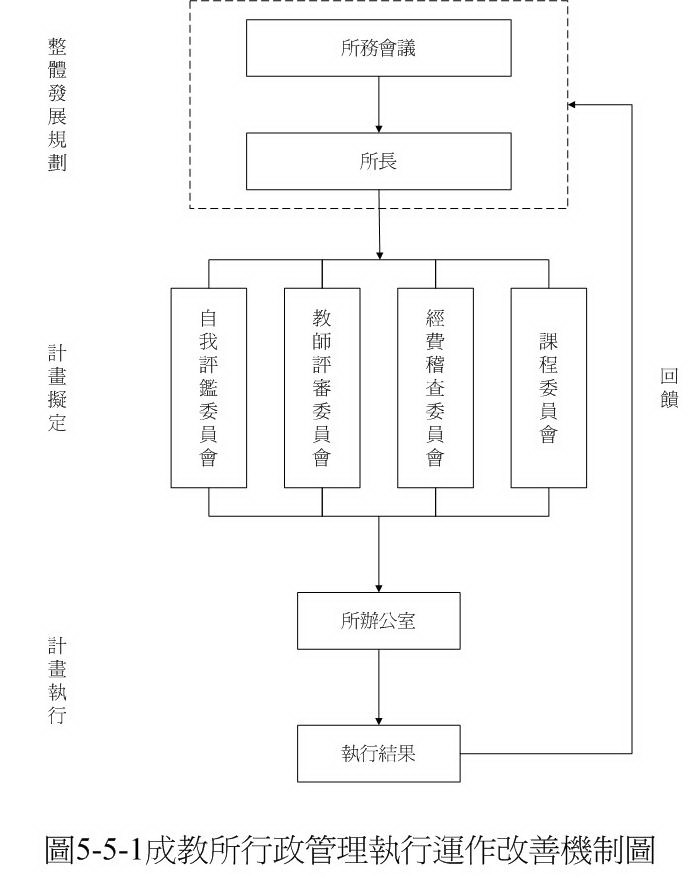 整體發展規劃
所務會議
所長
計畫擬定
自我評鑑委員會
教師評審委員會
經費稽查委員會
課程委員會
回饋
計畫執行
所辦公室
執行結果
圖5-5-1成教所行政管理執行運作改善機制圖